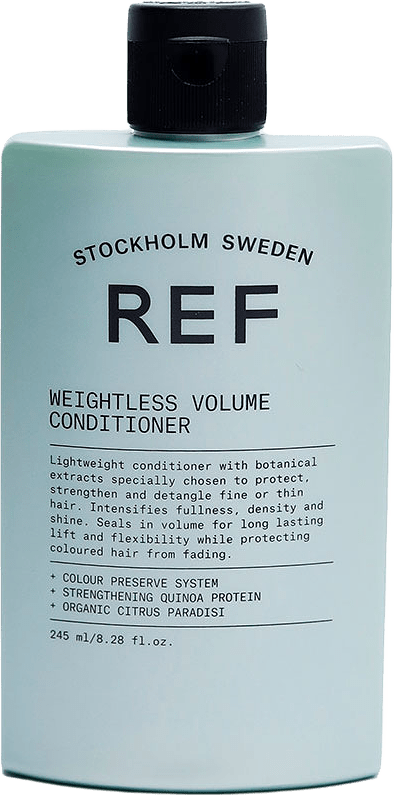 STOCKHOLM SWEDEN
REF
WEIGHTLESS VOLUME
CONDITIONER
Lightweight conditioner with botanical
extracts specially chosen to protect,
strengthen and detangle fine or thin
hair. Intensifies fullness, density and
shine. Seals in volume for long lasting
lift and flexibility while protecting
coloured hair from fading.
+ COLOUR PRESERVE SYSTEM
+ STRENGTHENING QUINOA PROTEIN
+ ORGANIC CITRUS PARADISI
245 ml/8.28 fl.oz.